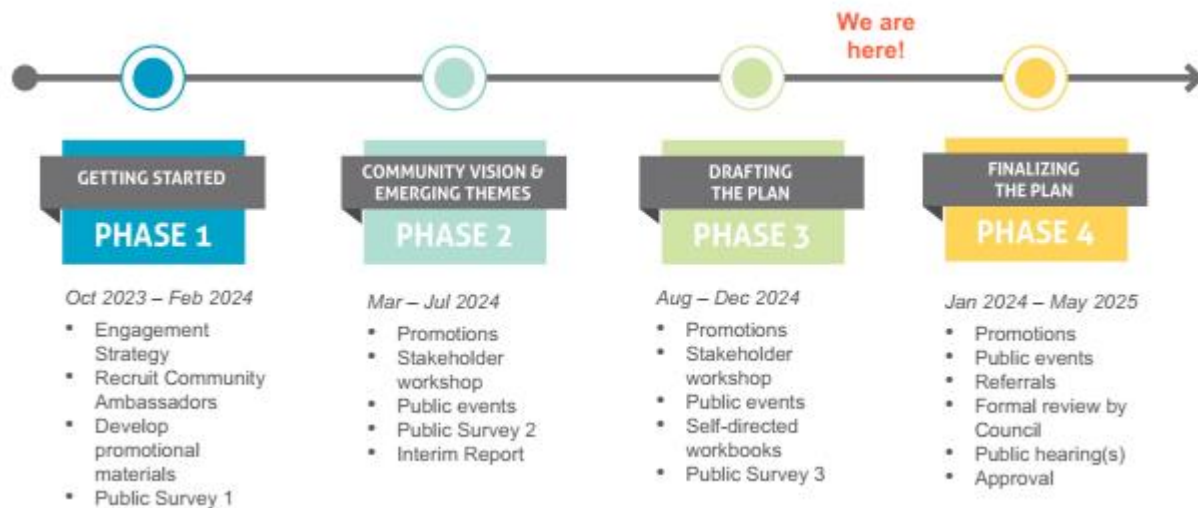 We are
here!
GETTING STARTED
PHASE 1
Oct 2023 – Feb 2024
• Engagement
Strategy
• Recruit Community
Ambassadors
• Develop
promotional
materials
• Public Survey 1
COMMUNITY VISION &
EMERGING THEMES
PHASE 2
Mar – Jul 2024
• Promotions
• Stakeholder
workshop
• Public events
• Public Survey 2
• Interim Report
DRAFTING
THE PLAN
PHASE 3
Aug – Dec 2024
• Promotions
• Stakeholder
workshop
• Public events
• Self-directed
workbooks
• Public Survey 3
FINALIZING
THE PLAN
PHASE 4
Jan 2024 – May 2025
• Promotions
• Public events
• Referrals
• Formal review by
Council
• Public hearing(s)
• Approval